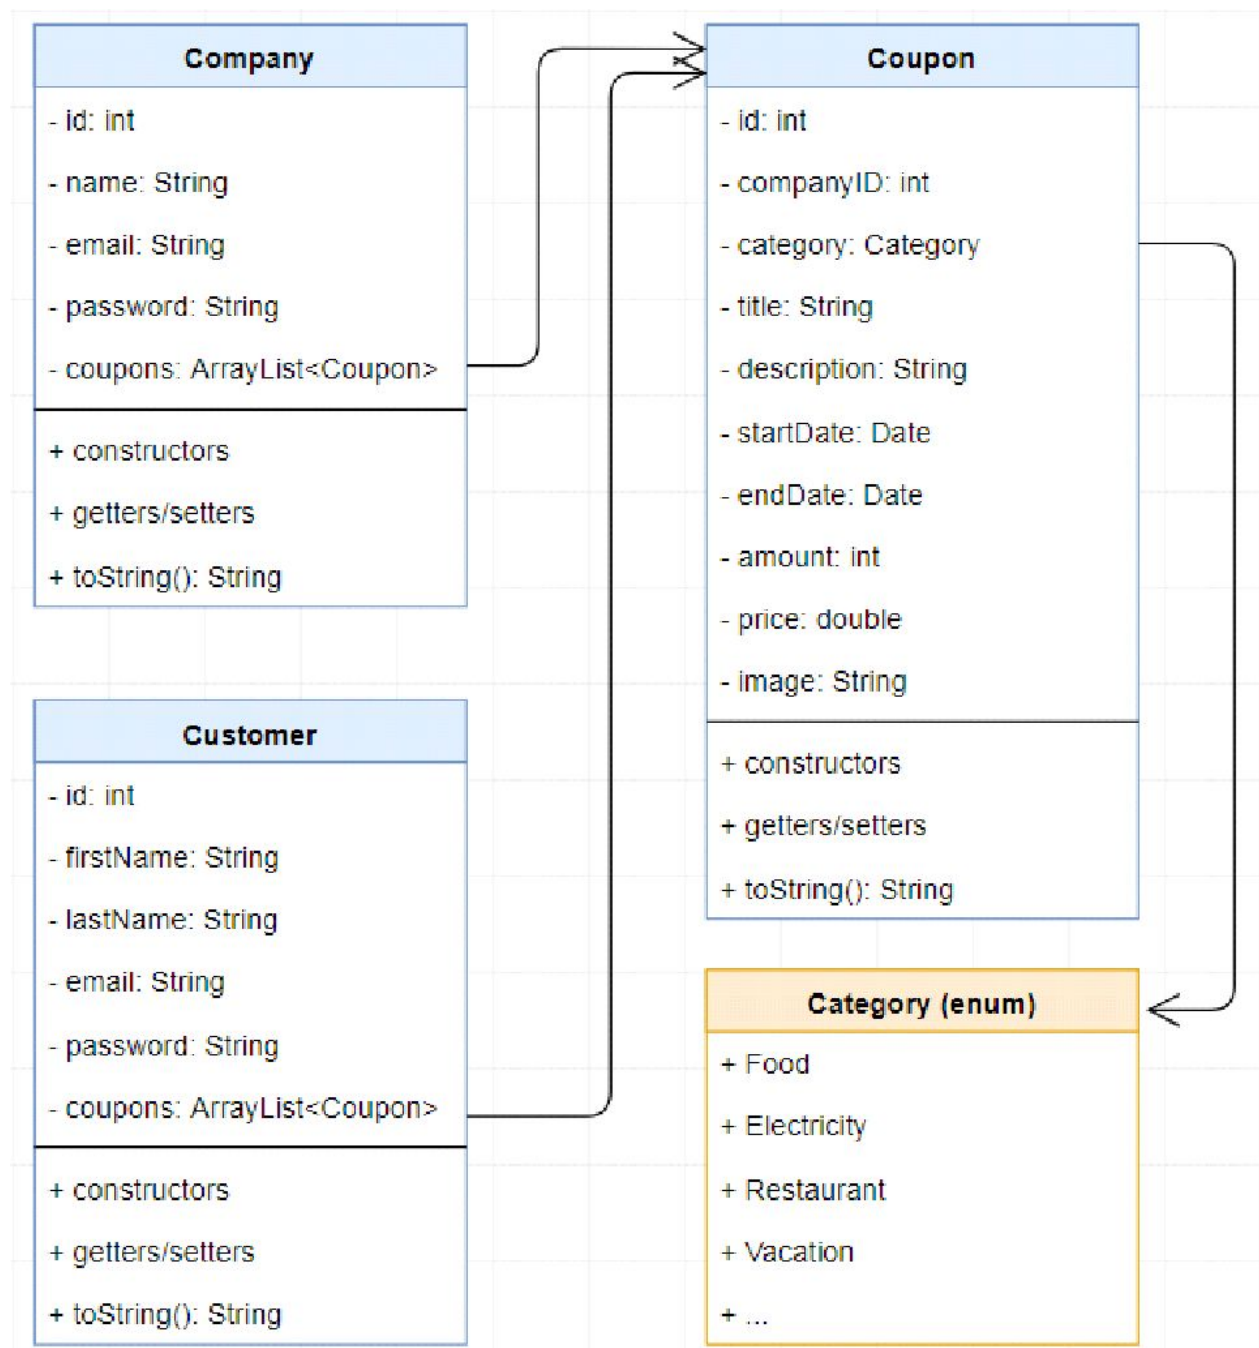 Company
- id: int
- name: String
- email: String
- password: String
- coupons: ArrayList<Coupon>
+ constructors
+ getters/setters
+ toString(): String
Customer
- id: int
- firstName: String
- lastName: String
- email: String
- password: String
- coupons: ArrayList<Coupon>
+ constructors
+ getters/setters
+ toString(): String
Coupon
- id: int
- companyID: int
- category: Category
- title: String
- description: String
- startDate: Date
- endDate: Date
- amount: int
- price: double
- image: String
+ constructors
+ getters/setters
+ toString(): String
Category (enum)
+ Food
+ Electricity
+ Restaurant
+ Vacation
+ ...